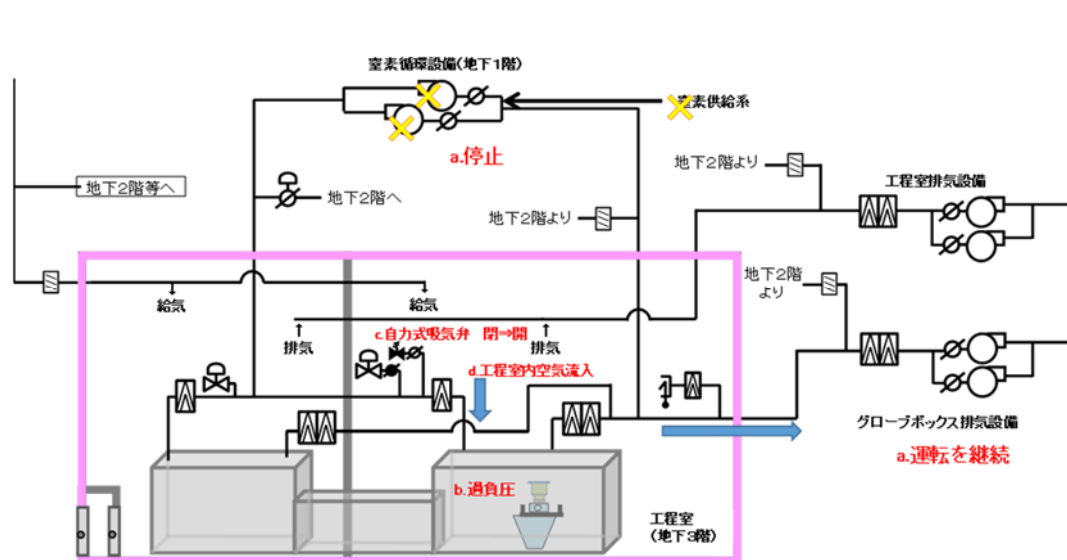 窒素循環設備(地下1階)
窒素供給系
a.停止
地下2階より
地下2階等へ
工程室排気設備
地下2階へ
地下2階より
地下2階
より
給気
給気
c.自力式吸気弁 閉⇒開
排気
排気
d.工程室内空気流入
グローブボックス排気設備
a.運転を継続
b.過負圧
工程室
(地下3階)